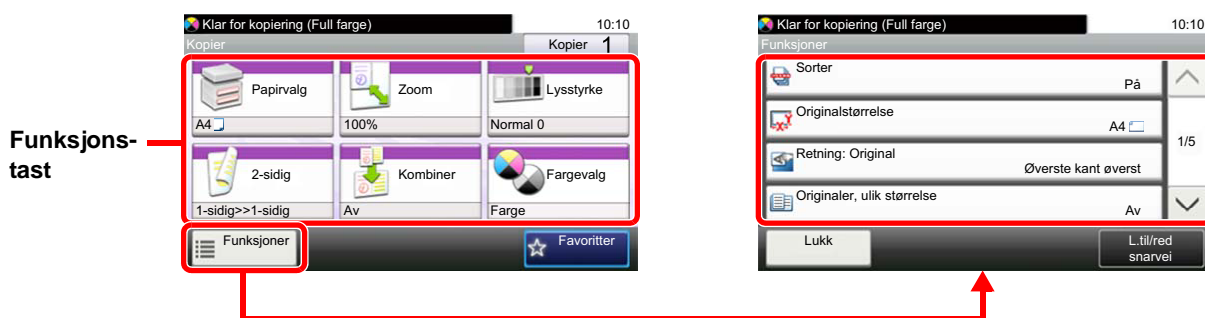 Funksjons-
tast
Klar for kopiering (Full farge) 10:10
Kopier Kopier 1
Papirvalg Zoom Lysstyrke
A4 100% Normal 0
2-sidig Kombiner Fargevalg
1-sidig>>1-sidig Av Farge
Funksjoner Favoritter
Klar for kopiering (Full farge) 10:10
Funksjoner
Sorter
På
Originalstørrelse
A4
1/5
Retning: Original
Øverste kant øverst
Originaler, ulik størrelse
Av
Lukk L.til/red
snarvei